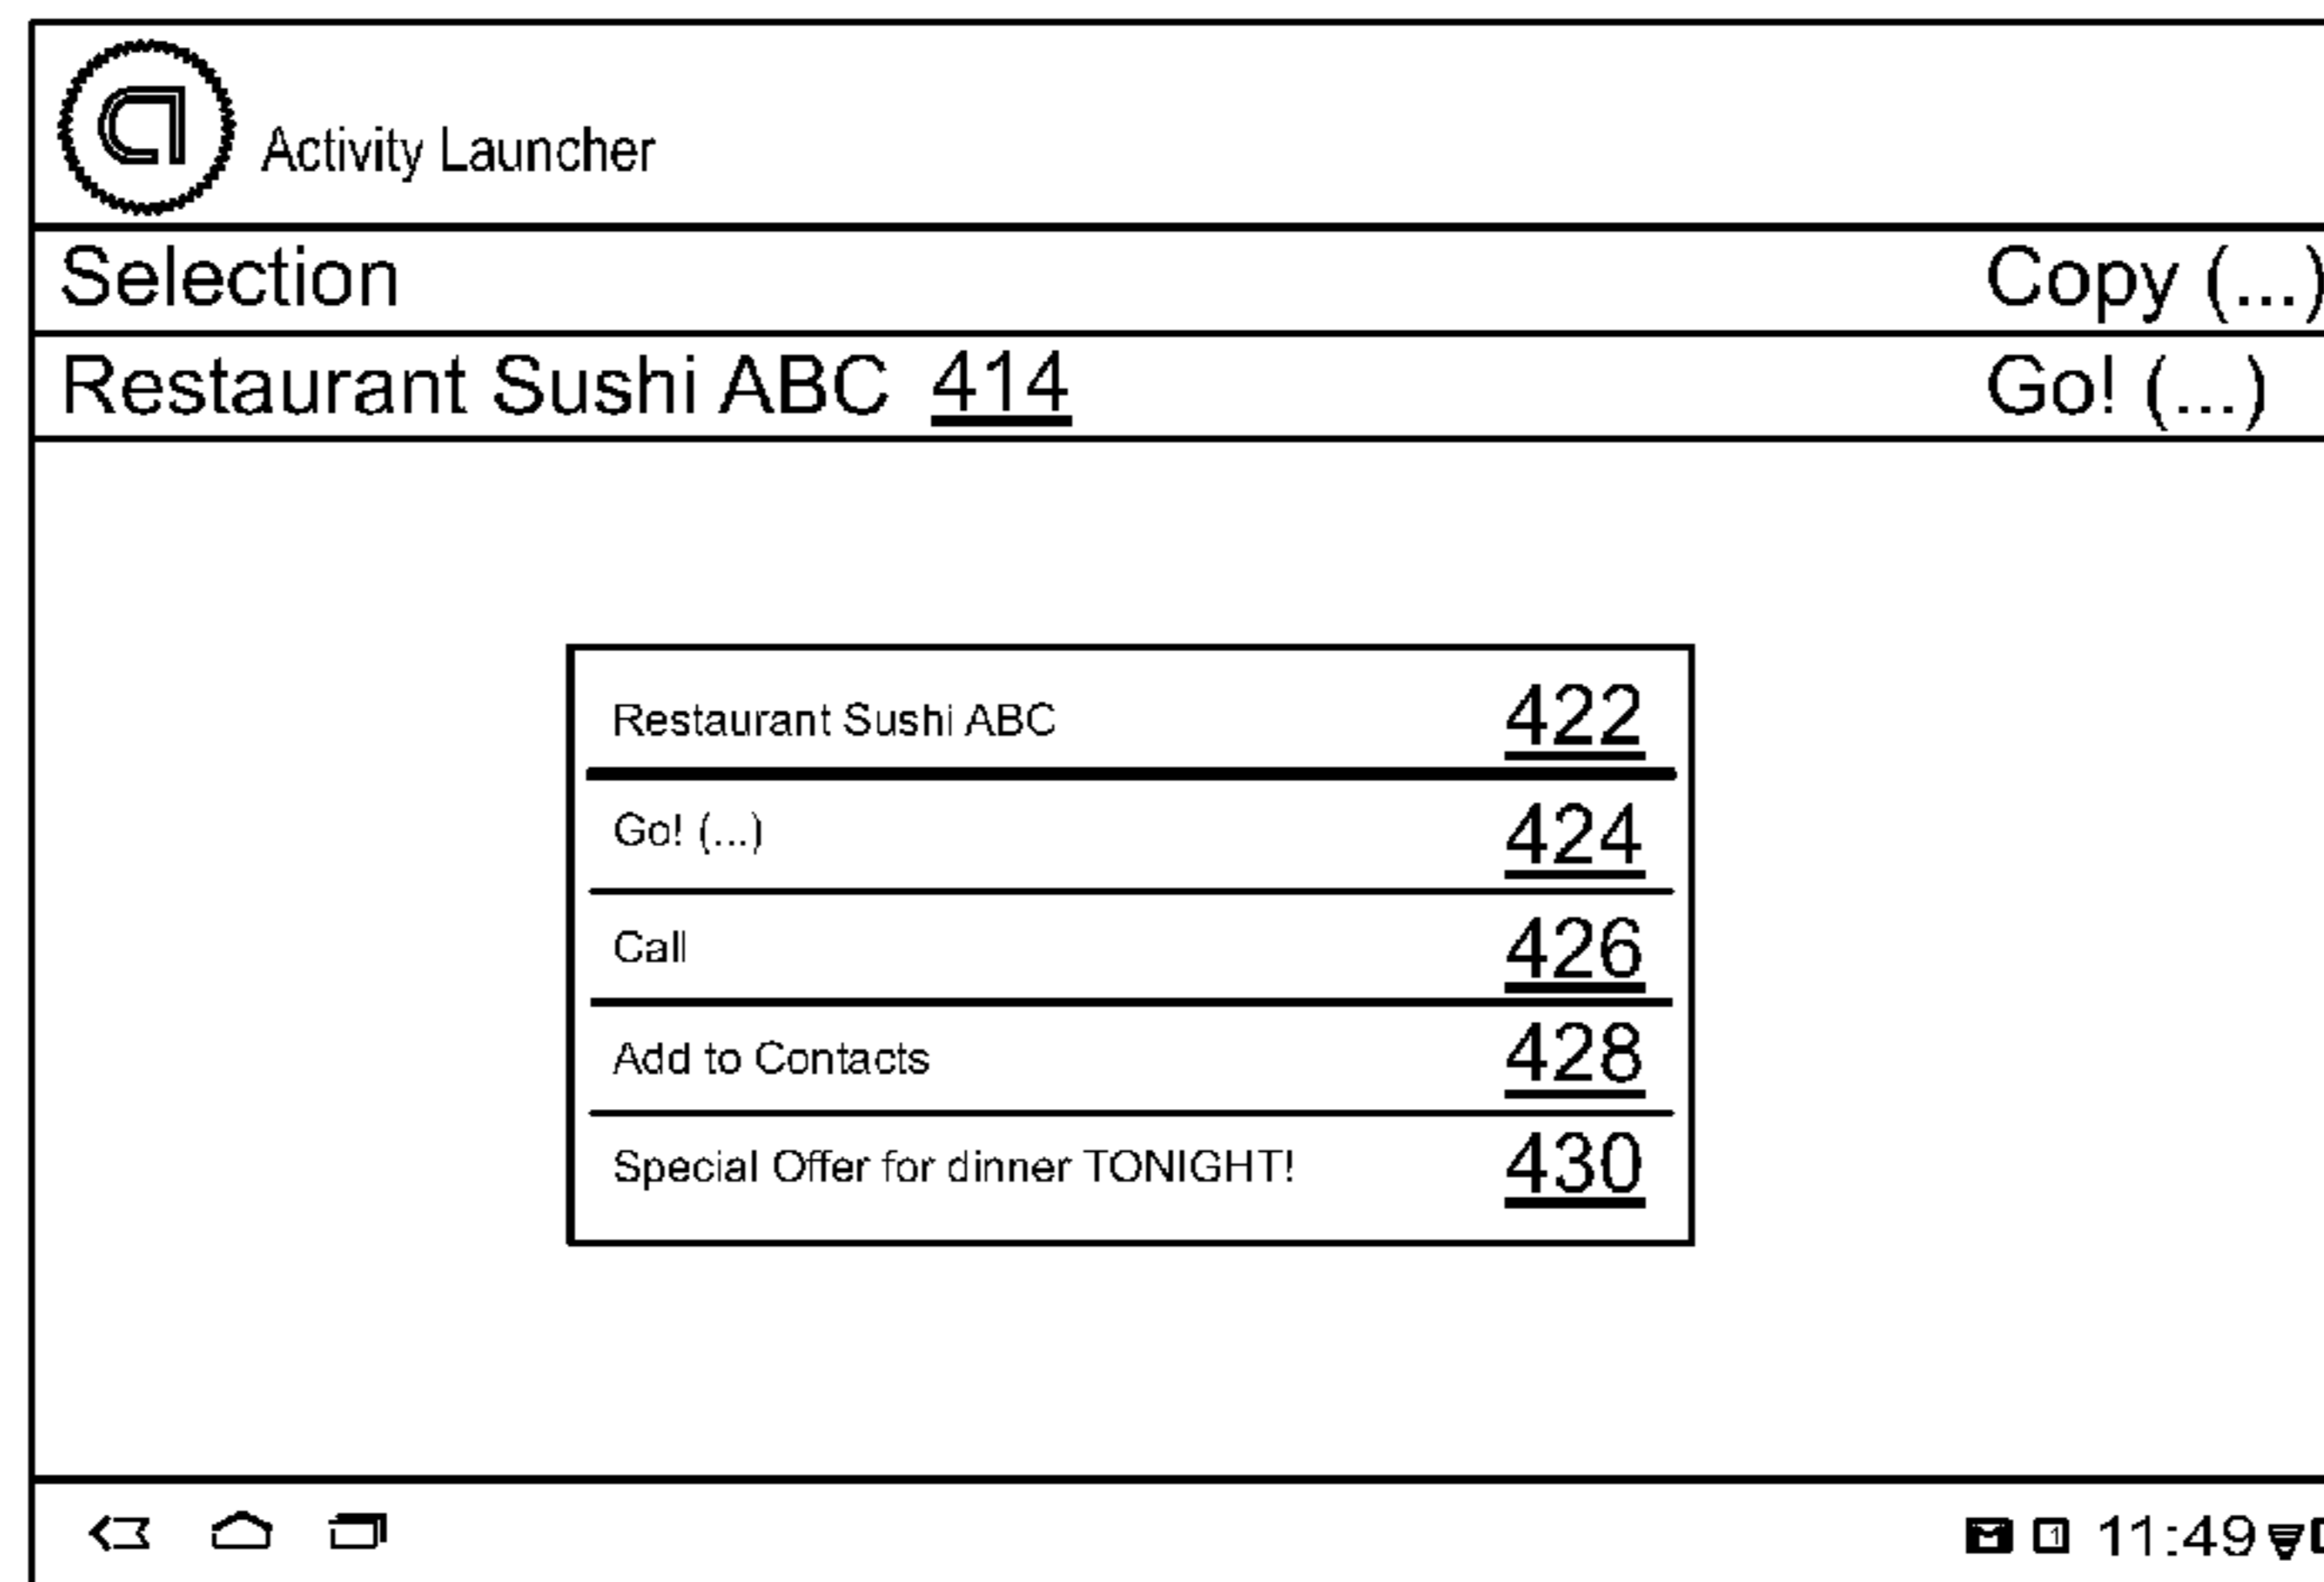 Activity Launcher
Selection Copy (...)
Restaurant Sushi ABC 414 Go! (...)
Restaurant Sushi ABC 422
Go! (...) 424
Call 426
Add to Contacts 428
Special Offer for dinner TONIGHT! 430
1 11:49